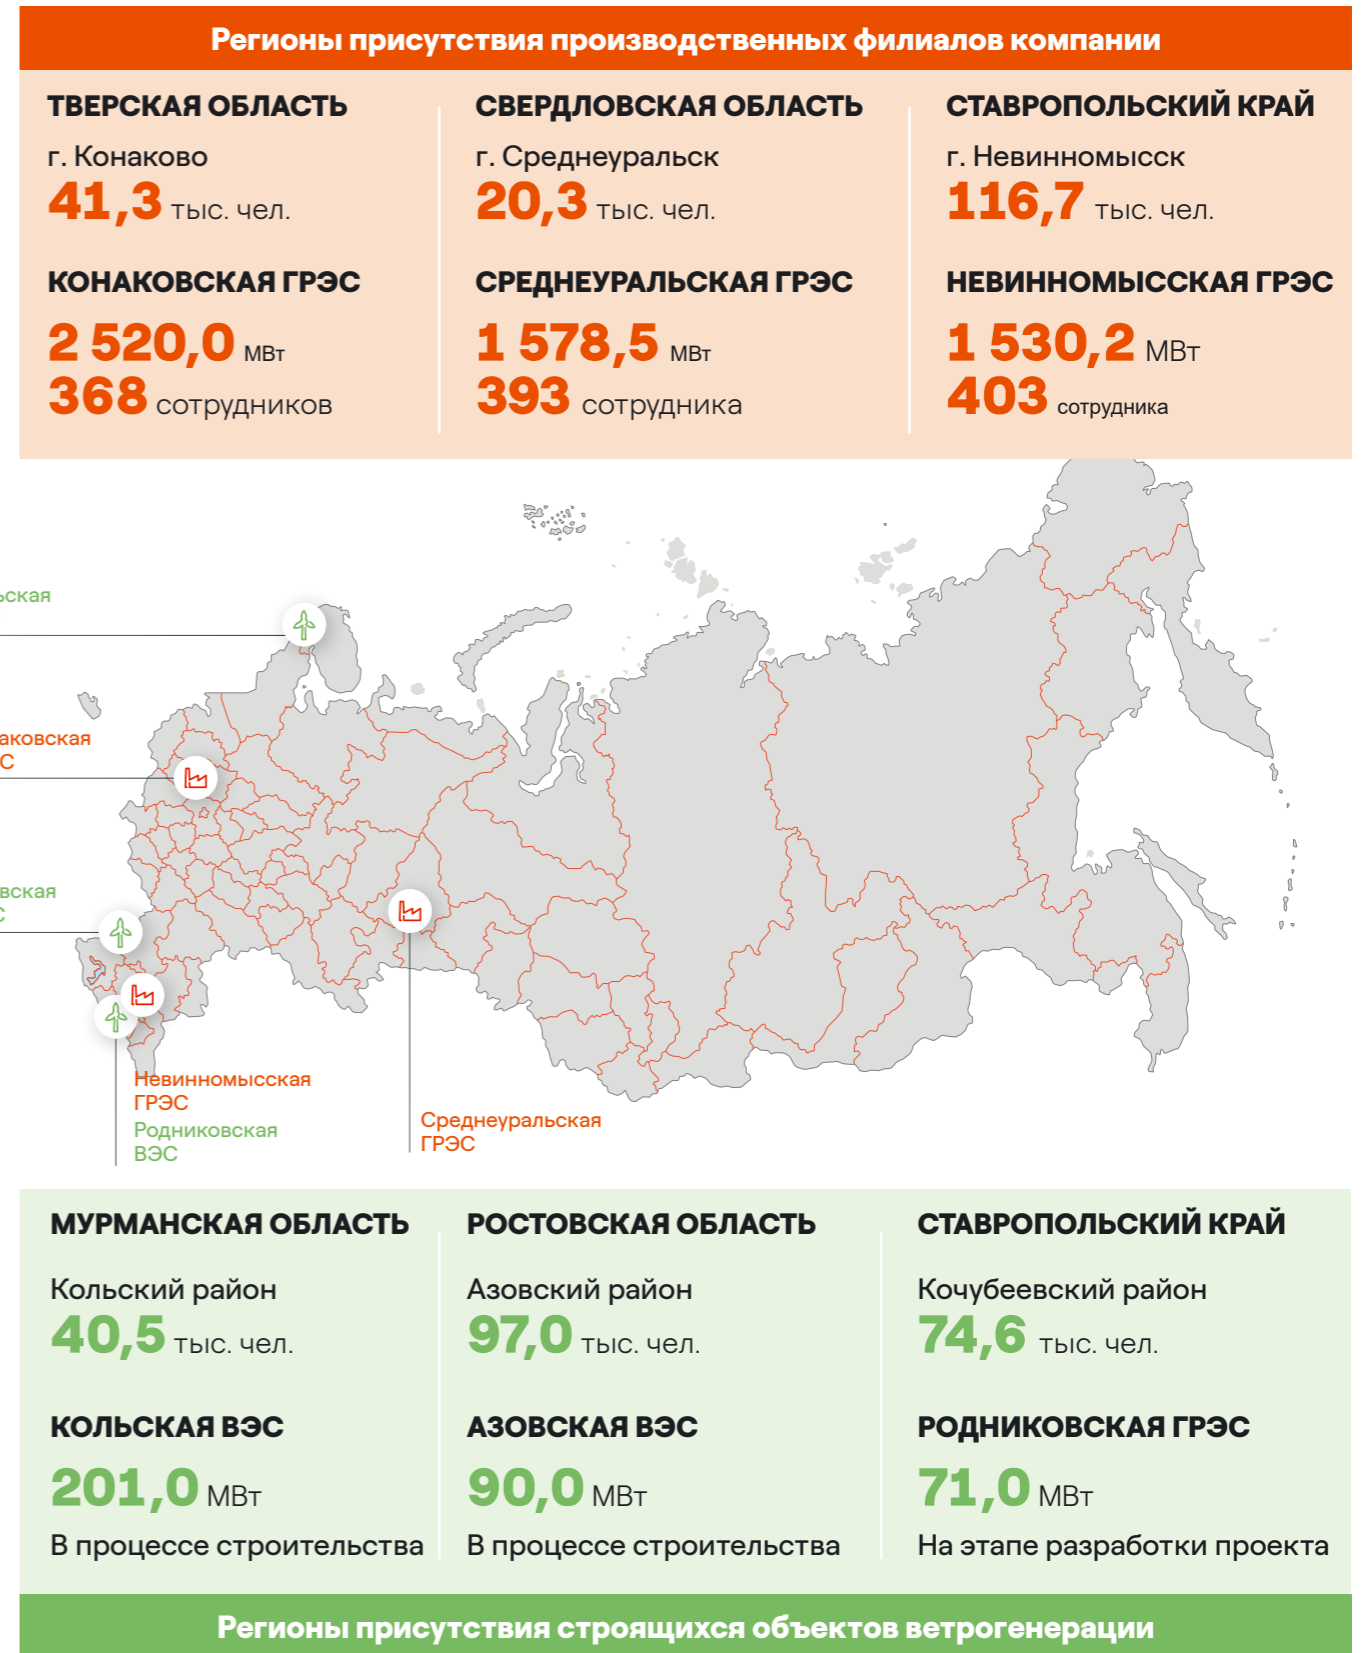 Регионы присутствия производственных филиалов компании
ТВЕРСКАЯ ОБЛАСТЬ
г. Конаково
41,3 тыс. чел.
КОНАКОВСКАЯ ГРЭС
2 520,0 МВт
368 сотрудников
СВЕРДЛОВСКАЯ ОБЛАСТЬ
г. Среднеуральск
20,3 тыс. чел.
СРЕДНЕУРАЛЬСКАЯ ГРЭС
1 578,5 МВт
393 сотрудника
СТАВРОПОЛЬСКИЙ КРАЙ
г. Невинномысск
116,7 тыс. чел.
НЕВИННОМЫССКАЯ ГРЭС
1 530,2 МВт
403 сотрудника
ьская
аковская
С
вская
С
Невинномысская
ГРЭС
Родниковская
ВЭС
Среднеуральская
ГРЭС
МУРМАНСКАЯ ОБЛАСТЬ
Кольский район
40,5 тыс. чел.
КОЛЬСКАЯ ВЭС
201,0 МВт
В процессе строительства
РОСТОВСКАЯ ОБЛАСТЬ
Азовский район
97,0 тыс. чел.
АЗОВСКАЯ ВЭС
90,0 МВт
В процессе строительства
СТАВРОПОЛЬСКИЙ КРАЙ
Кочубеевский район
74,6 тыс. чел.
РОДНИКОВСКАЯ ГРЭС
71,0 МВт
На этапе разработки проекта
Регионы присутствия строящихся объектов ветрогенерации